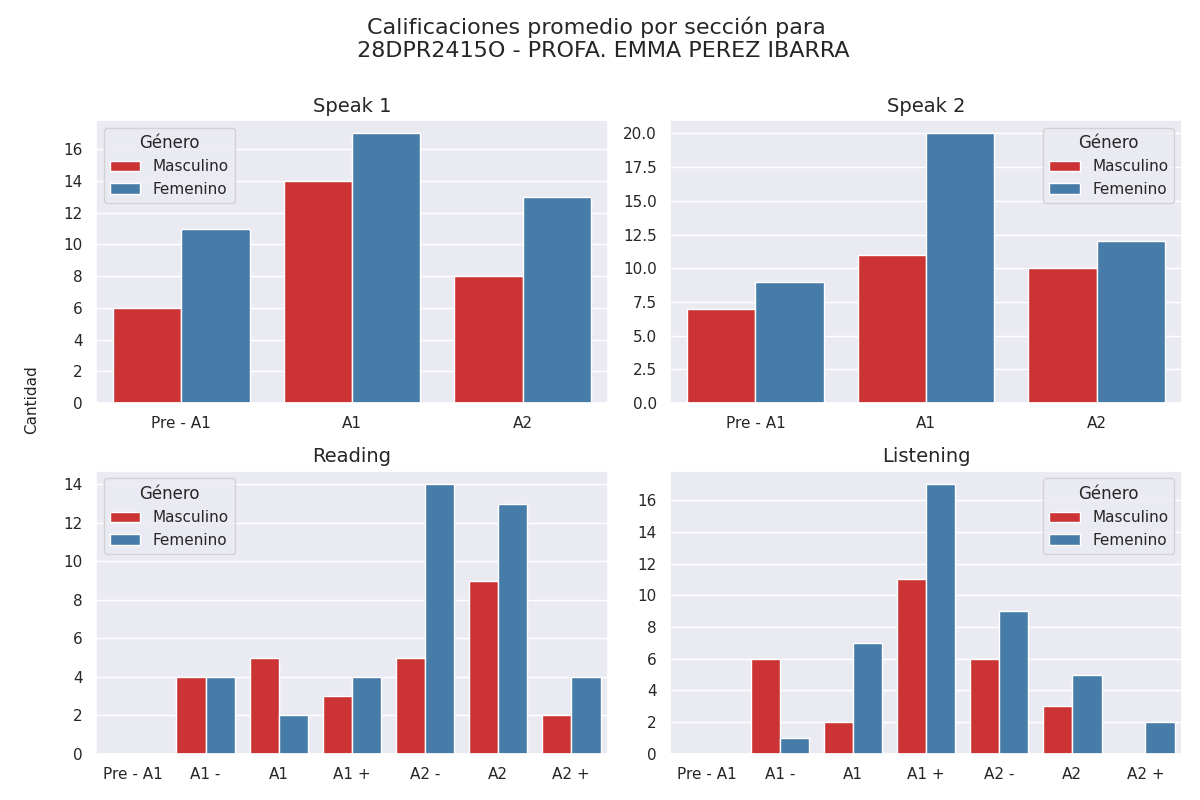 Calificaciones promedio por sección para
28DPR2415O - PROFA. EMMA PEREZ IBARRA
Cantidad
Speak 1
Género
Masculino
Femenino
16
14
12
10
8
6
4
2
0
Pre - A1 A1 A2
Speak 2
Género
Masculino
Femenino
20.0
17.5
15.0
12.5
10.0
7.5
5.0
2.5
0.0
Pre - A1 A1 A2
Reading
Género
Masculino
Femenino
14
12
10
8
6
4
2
0
Pre - A1 A1 - A1 A1 + A2 - A2 A2 +
Listening
Género
Masculino
Femenino
16
14
12
10
8
6
4
2
0
Pre - A1 A1 - A1 A1 + A2 - A2 A2 +